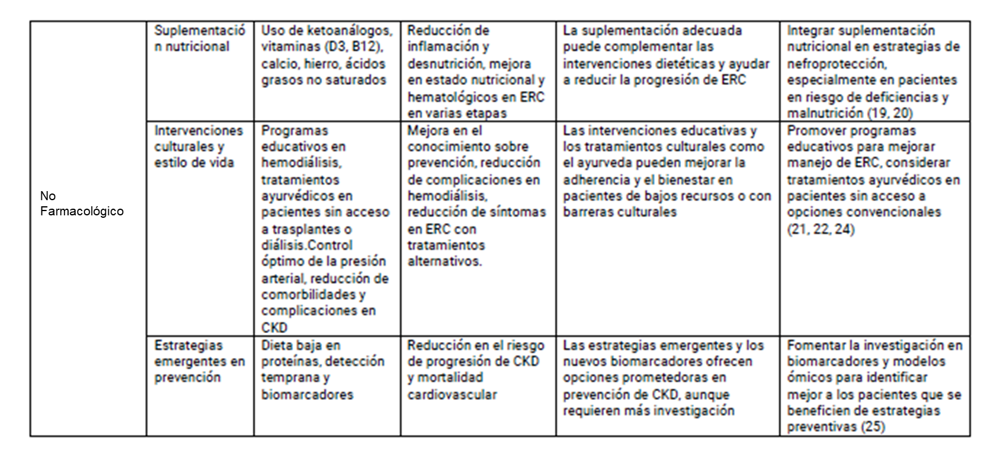 No
Farmacológico
Suplementació
n nutricional
Uso de ketoanálogos,
vitaminas (D3, B12),
calcio, hierro, ácidos
grasos no saturados
Reducción de
inflamación y
desnutrición, mejora
en estado nutricional y
hematológicos en ERC
en varias etapas
La suplementación adecuada
puede complementar las
intervenciones dietéticas y ayudar
a reducir la progresión de ERC
Integrar suplementación
nutricional en estrategias de
nefroprotección,
especialmente en pacientes
en riesgo de deficiencias y
malnutrición (19, 20)
Intervenciones
culturales y
estilo de vida
Programas
educativos en
hemodiálisis,
tratamientos
ayurvédicos en
pacientes sin acceso
a trasplantes o
diálisis.Control
óptimo de la presión
arterial, reducción de
comorbilidades y
complicaciones en
CKD
Mejora en el
conocimiento sobre
prevención, reducción
de complicaciones en
hemodiálisis,
reducción de síntomas
en ERC con
tratamientos
alternativos.
Las intervenciones educativas y
los tratamientos culturales como
el ayurveda pueden mejorar la
adherencia y el bienestar en
pacientes de bajos recursos o con
barreras culturales
Promover programas
educativos para mejorar
manejo de ERC, considerar
tratamientos ayurvédicos en
pacientes sin acceso a
opciones convencionales
(21, 22, 24)
Estrategias
emergentes en
prevención
Dieta baja en
proteínas, detección
temprana y
biomarcadores
Reducción en el riesgo
de progresión de CKD
y mortalidad
cardiovascular
Las estrategias emergentes y los
nuevos biomarcadores ofrecen
opciones prometedoras en
prevención de CKD, aunque
requieren más investigación
Fomentar la investigación en
biomarcadores y modelos
ómicos para identificar
mejor a los pacientes que se
beneficien de estrategias
preventivas (25)